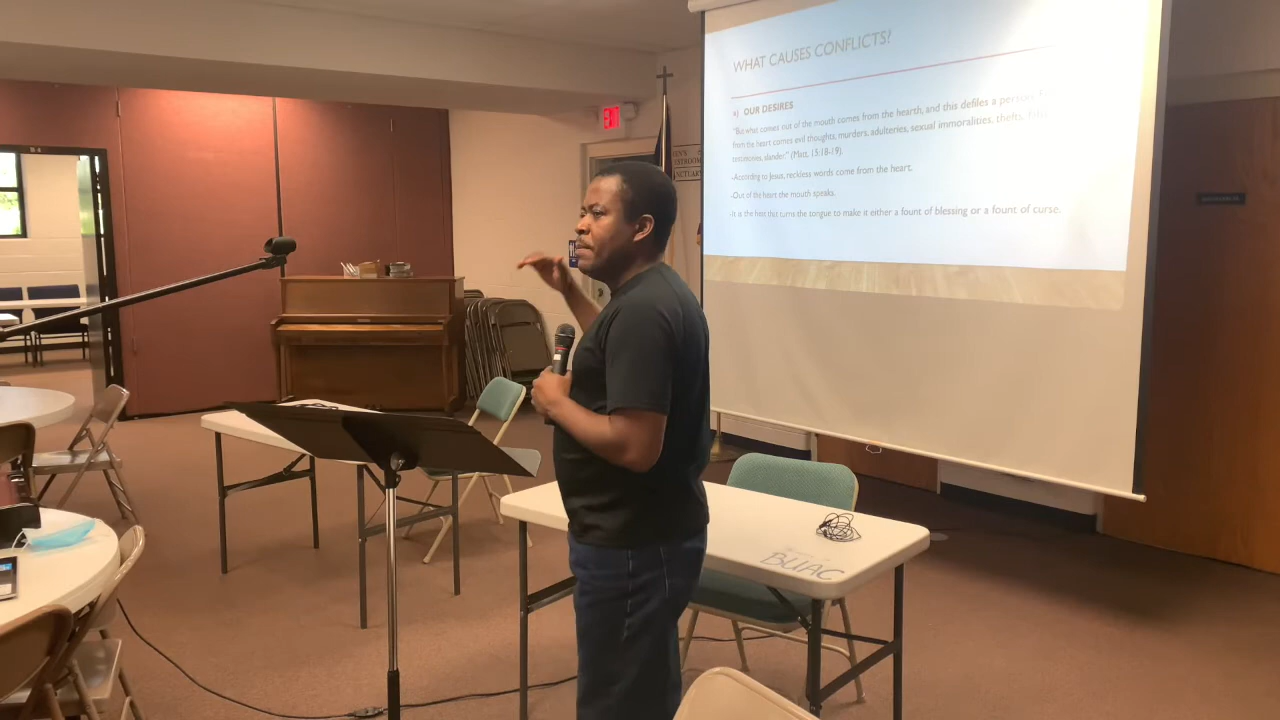 WHAT CAUSES CONFLICTS?
a) OUR DESIRES
"But what comes out of the mouth comes from the hearth, and this defiles a person.
from the heart comes evil thoughts, murders, adulteries, sexual immoralities, thefts,
testimonies, slander." (Matt. 15:18-19).
-According to Jesus, reckless words come from the heart.
-Out of the heart the mouth speaks.
-It is the heat that turns the tongue to make it either a fount of blessing or a fount of curse.
EXIT
BUAC